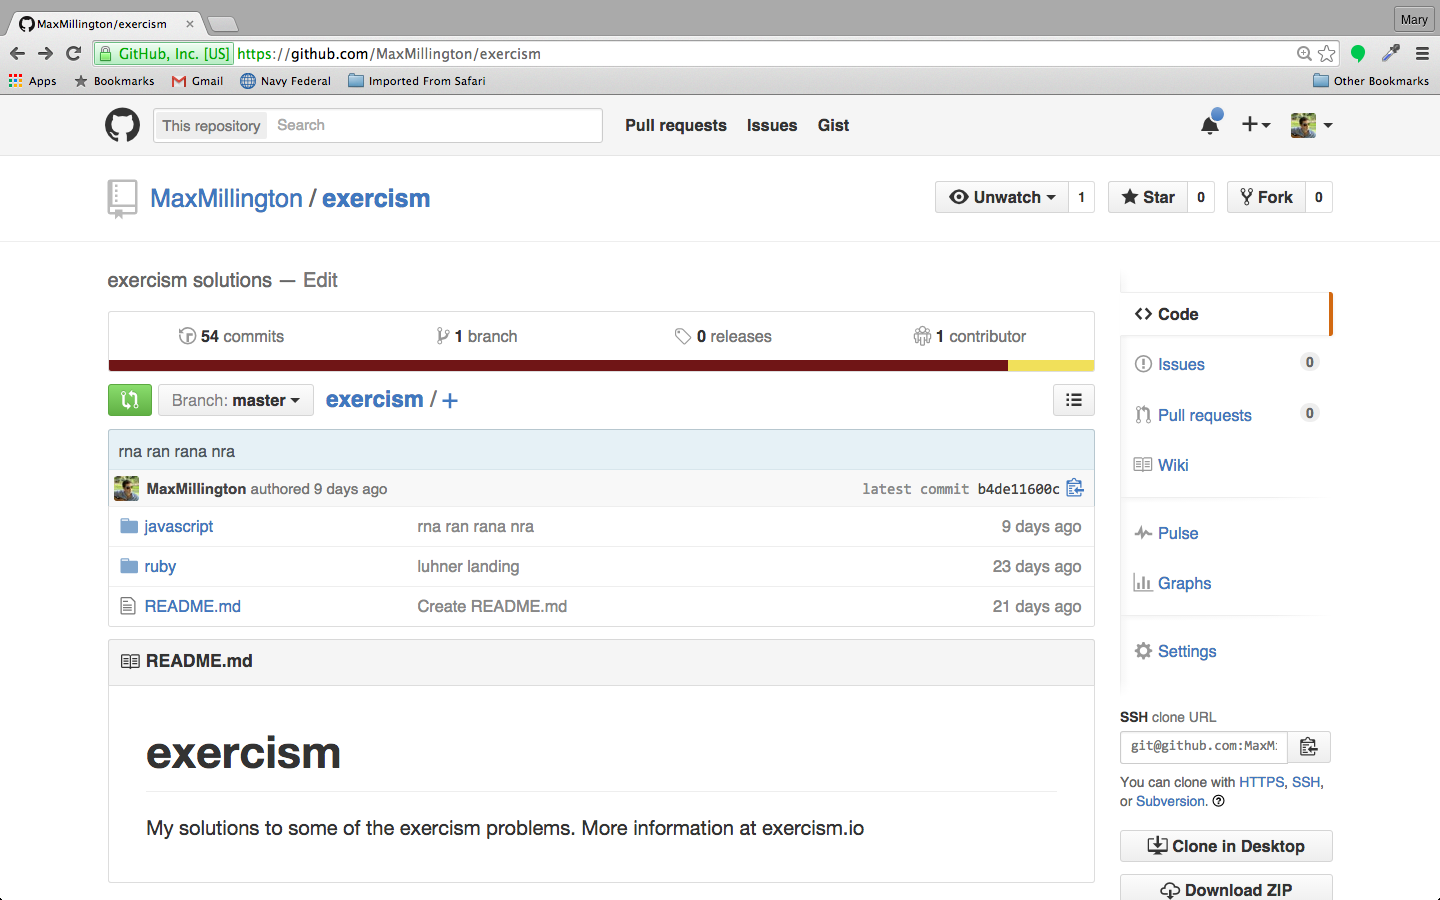 MaxMillington/exercism
Mary
GitHub, Inc. [US] https://github.com/MaxMillington/exercism
Apps Bookmarks Gmail Navy Federal Imported From Safari Other Bookmarks
This repository Search Pull requests Issues Gist
MaxMillington / exercism
Unwatch 1 Star 0 Fork 0
exercism solutions — Edit
54 commits 1 branch 0 releases 1 contributor
Branch: master exercism / +
rna ran rana nra
MaxMillington authored 9 days ago latest commit b4de11600c
javascript rna ran rana nra 9 days ago
ruby luhner landing 23 days ago
README.md Create README.md 21 days ago
README.md
exercism
My solutions to some of the exercism problems. More information at exercism.io
Code
Issues 0
Pull requests 0
Wiki
Pulse
Graphs
Settings
SSH clone URL
git@github.com:MaxM
You can clone with HTTPS, SSH,
or Subversion.
Clone in Desktop
Download ZIP